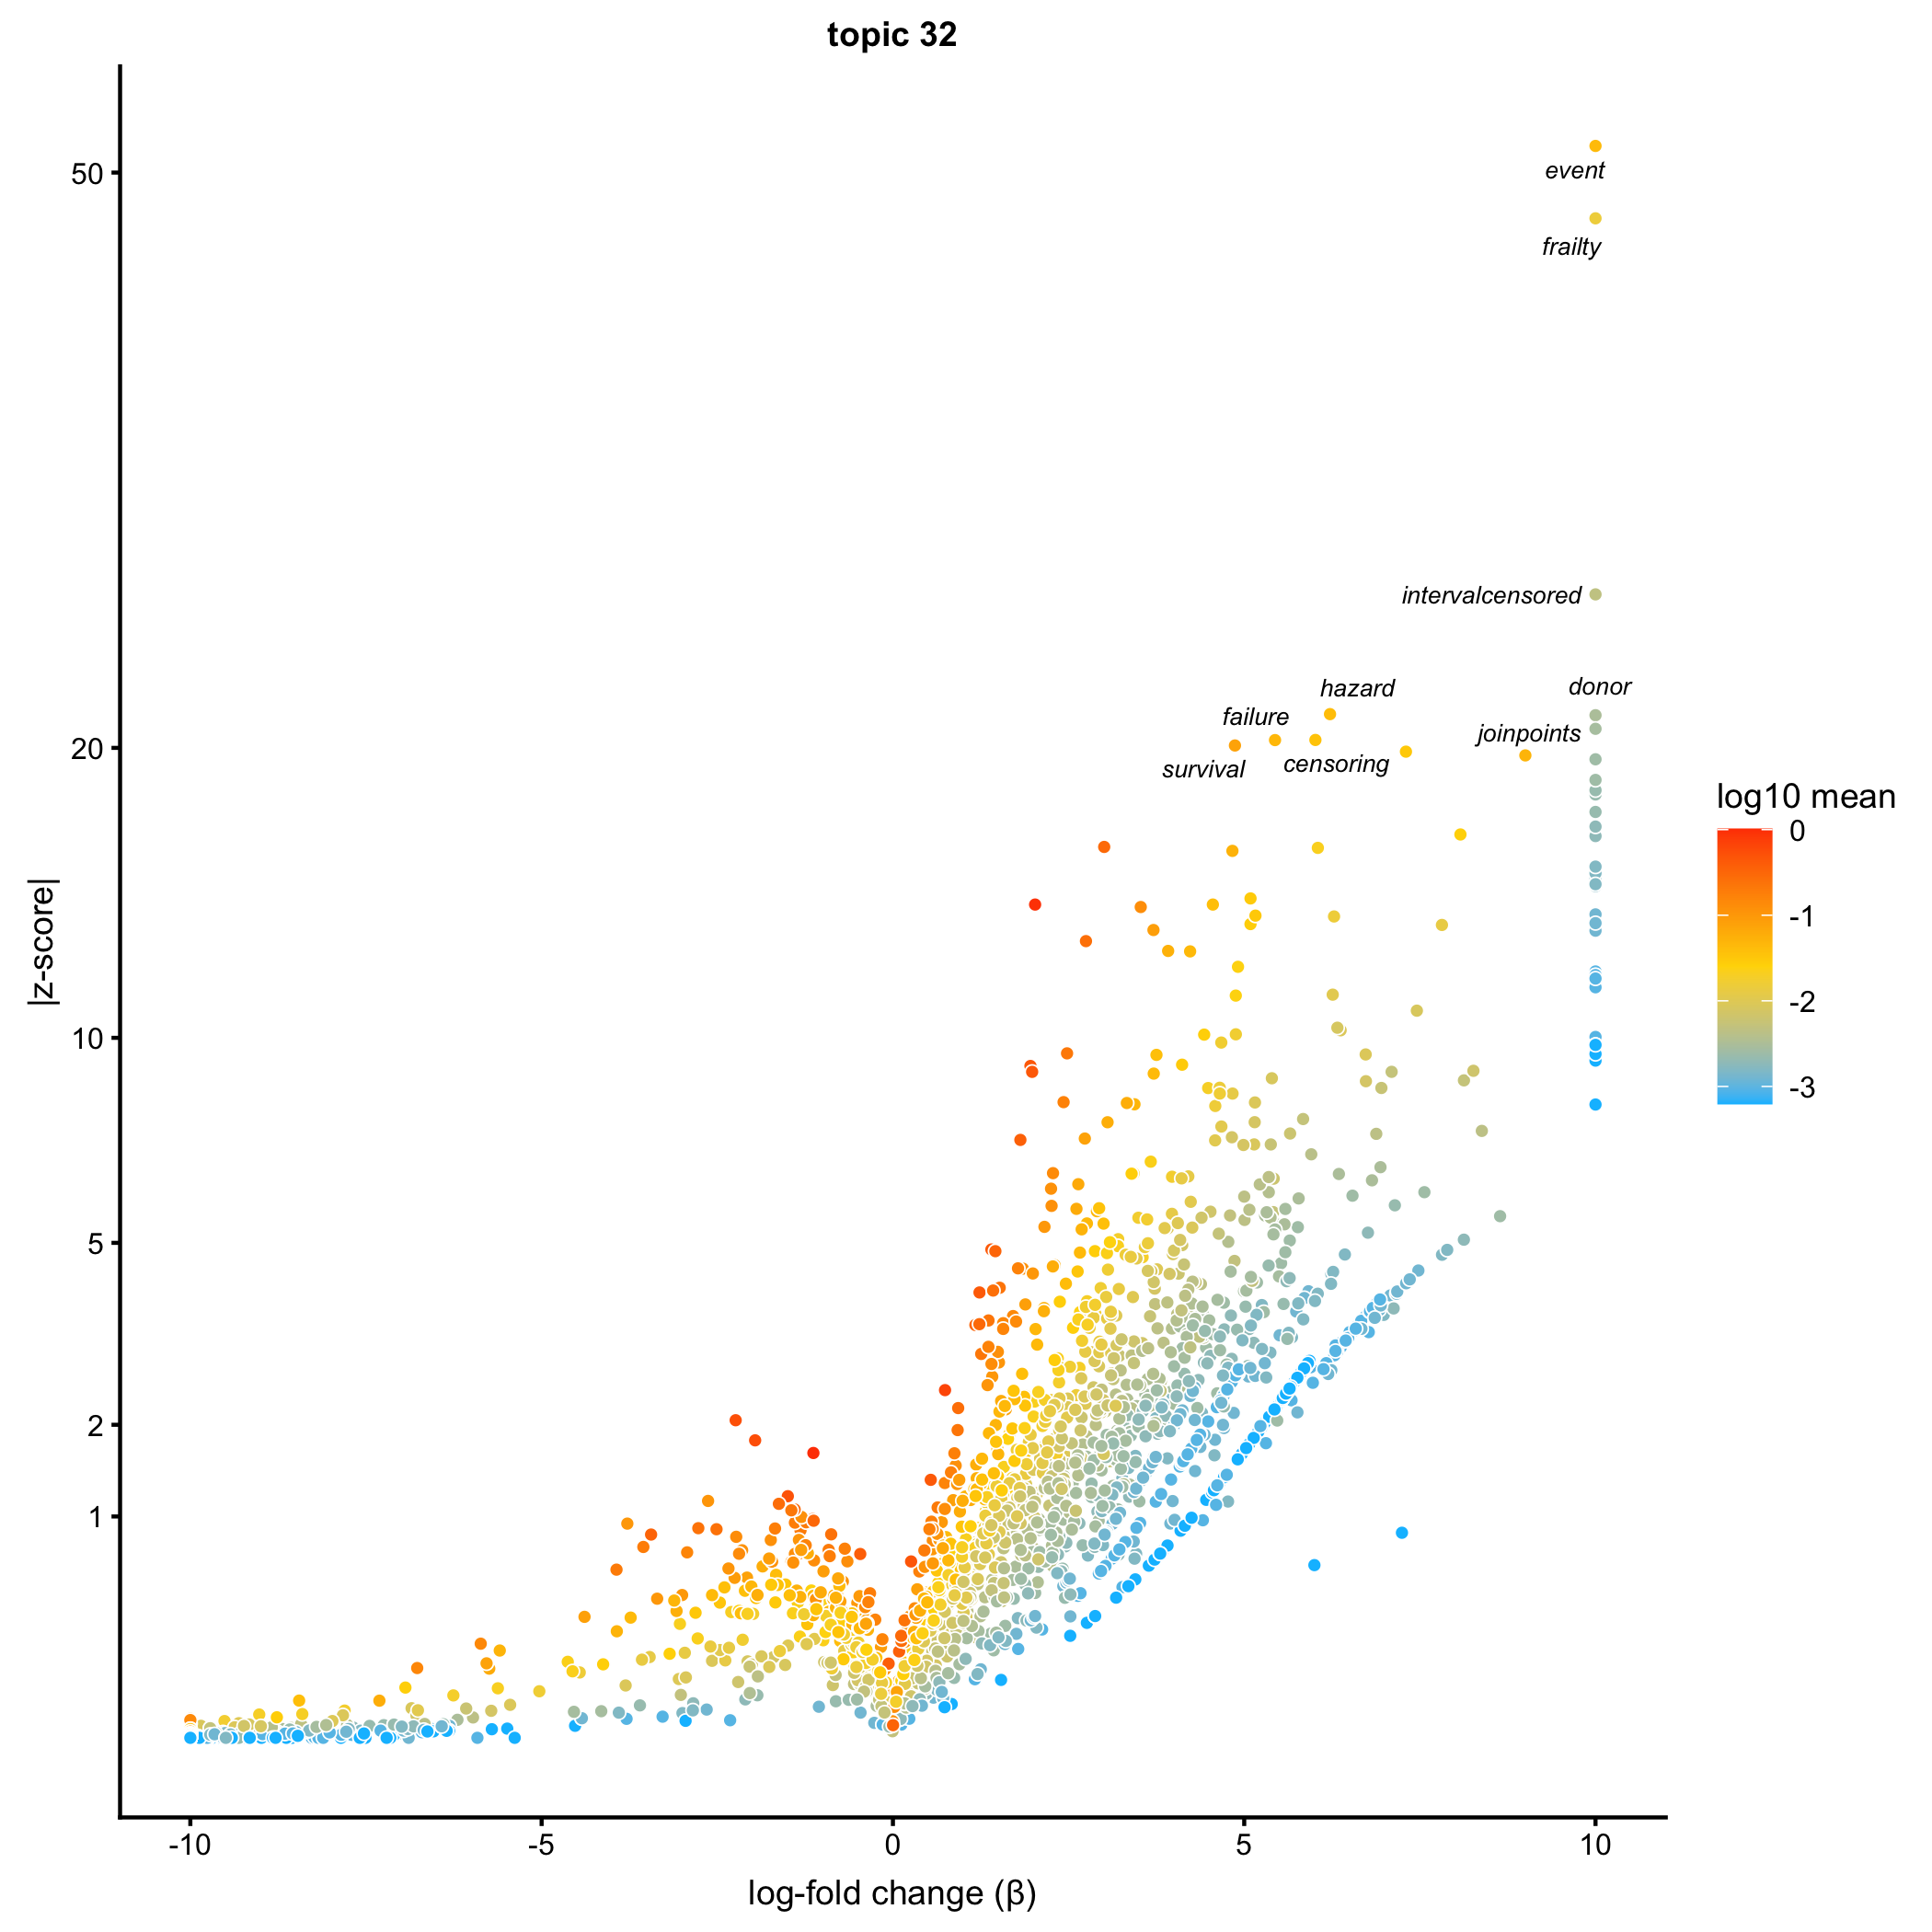 topic 32
50
20
10
5
2
1
|z-score|
event
frailty
intervalcensored
hazard
donor
failure
joinpoints
survival
censoring
log10 mean
0
-1
-2
-3
-10
-5
0
5
10
log-fold change (β)